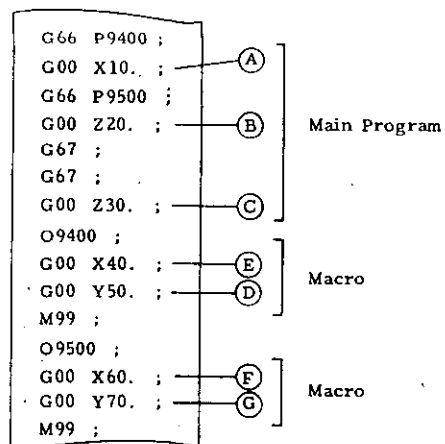 G66 P9400 ;
G00 X10. ; A
G66 P9500 ;
G00 Z20. ; B
Main Program
G67 ;
G67 ;
G00 Z30. ; C
O9400 ;
G00 X40. ; E
Macro
G00 Y50. ; D
M99 ;
O9500 ;
G00 X60. ; F
Macro
G00 Y70. ; G
M99 ;